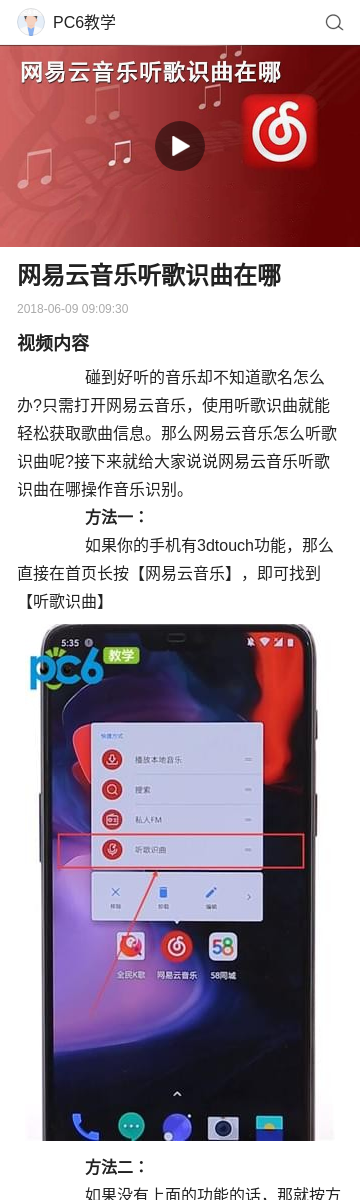 PC6教学
网易云音乐听歌识曲在哪
网易云音乐听歌识曲在哪
2018-06-09 09:09:30
视频内容
碰到好听的音乐却不知道歌名怎么
办?只需打开网易云音乐，使用听歌识曲就能
轻松获取歌曲信息。那么网易云音乐怎么听歌
识曲呢?接下来就给大家说说网易云音乐听歌
识曲在哪操作音乐识别。
方法一：
如果你的手机有3dtouch功能，那么
直接在首页长按【网易云音乐】，即可找到
【听歌识曲】
5:35
pc6 教学
快捷方式
播放本地音乐
搜索
私人FM
听歌识曲
移除 卸载 编辑
全民K歌 网易云音乐 58同城
58
方法二：
如果没有上面的功能的话，那就按方